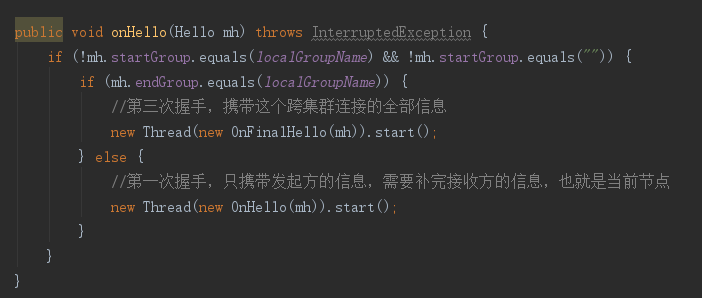 public void onHello(Hello mh) throws InterruptedException {
    if (!mh.startGroup.equals(localGroupName) && !mh.startGroup.equals("")) {
        if (mh.endGroup.equals(localGroupName)) {
            //第三次握手，携带这个跨集群连接的全部信息
            new Thread(new OnFinalHello(mh)).start();
        } else {
            //第一次握手，只携带发起方的信息，需要补完接收方的信息，也就是当前节点
            new Thread(new OnHello(mh)).start();
        }
    }
}